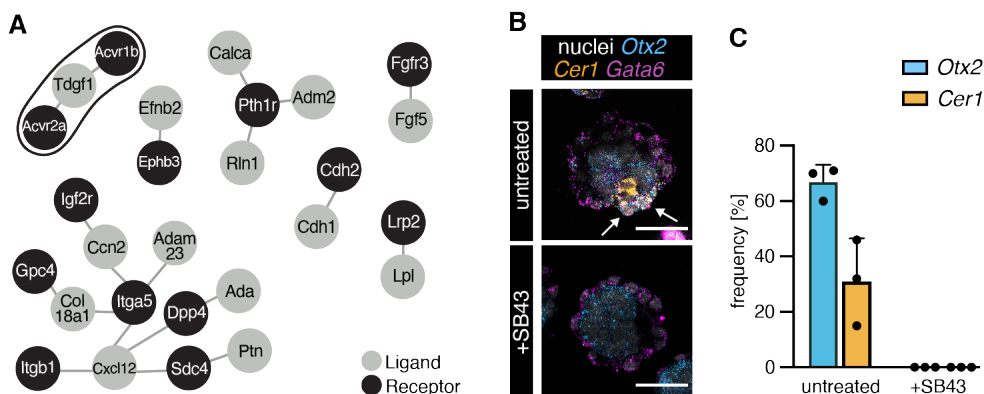 A
Acvr1b
Tdgf1
Acvr2a
Calca
Pth1r
Adm2
Rln1
Efnb2
Ephb3
Fgfr3
Fgf5
Cdh2
Cdh1
Lrp2
Lpl
Igf2r
Ccn2
Adam
23
Gpc4
Col
18a1
Itga5
Dpp4
Ada
Itgb1
Cxcl12
Sdc4
Ptn
Ligand
Receptor
B
nuclei Otx2
Cer1 Gata6
untreated
+SB43
C
Otx2
Cer1
frequency [%]
80
60
40
20
0
untreated
+SB43